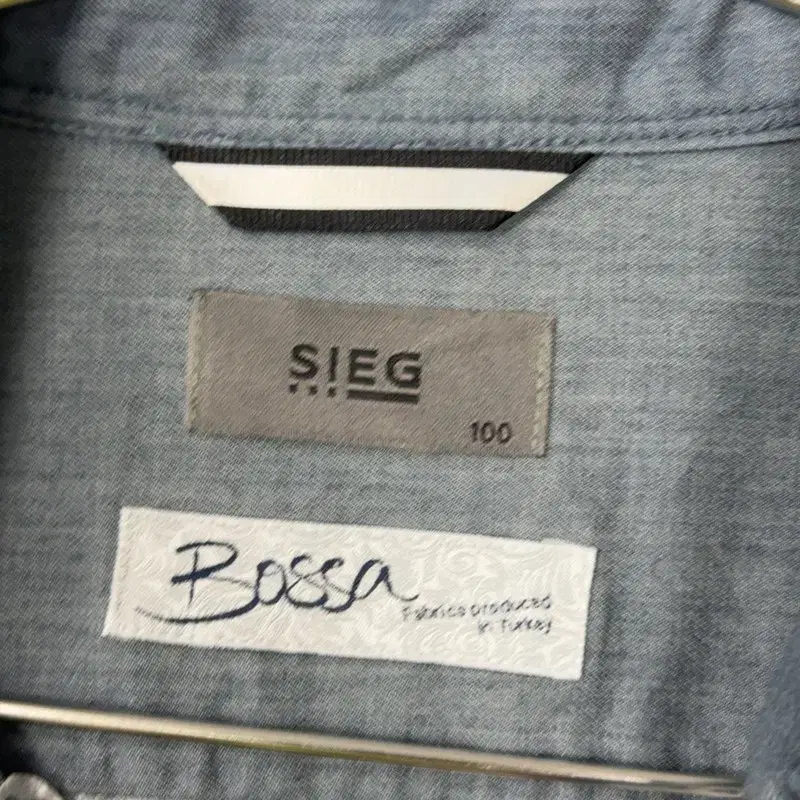 SIEG
100
Bossa
Fabrics produced
in Turkey